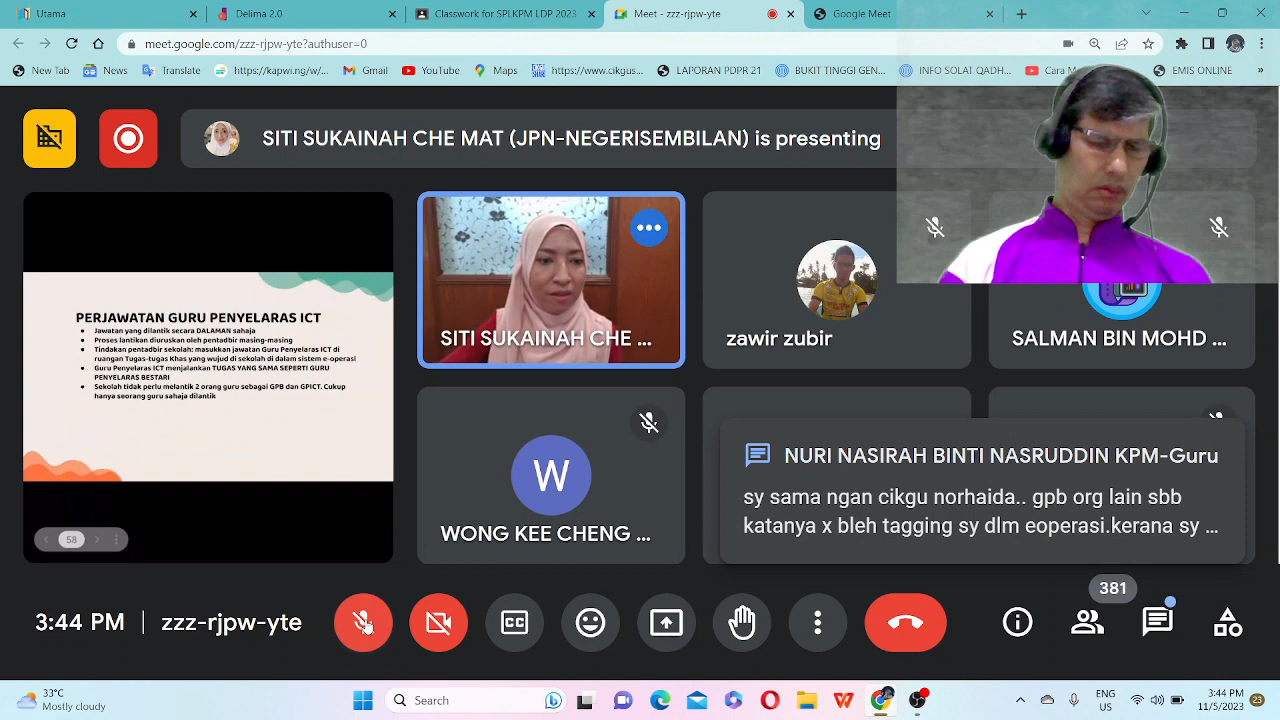 Utama
Delima 2.0
Classwork for SPLKPM LDP 2023
Meet - zzz-rjpw-yte
Google Meet
meet.google.com/zzz-rjpw-yte?authuser=0
New Tab
News
Translate
https://kapwing/w...
Gmail
YouTube
Maps
https://www.cikgus...
LAPORAN PDPR 21
BUKIT TINGGI GEN...
INFO SOLAT QADH...
Cara M
EMIS ONLINE
SITI SUKAINAH CHE MAT (JPN-NEGERISEMBILAN) is presenting
PERJAWATAN GURU PENYELARAS ICT
Jawatan yang dilantik secara DALAMAN sahaja
Proses lantikan diuruskan oleh pentadbir masing-masing
Tindakan pentadbir sekolah: masukkan jawatan Guru Penyelaras ICT di
ruangan Tugas-tugas Khas yang wujud di sekolah di dalam sistem e-operasi
Guru Penyelaras ICT menjalankan TUGAS YANG SAMA SEPERTI GURU
PENYELARAS BESTARI
Sekolah tidak perlu melantik 2 orang guru sebagai GPB dan GPICT. Cukup
hanya seorang guru sahaja dilantik
58
SITI SUKAINAH CHE ...
zawir zubir
SALMAN BIN MOHD ...
W
WONG KEE CHENG ...
NURI NASIRAH BINTI NASRUDDIN KPM-Guru
sy sama ngan cikgu norhaida.. gpb org lain sbb
katanya x bleh tagging sy dlm eoperasi.kerana sy ...
3:44 PM
zzz-rjpw-yte
CC
381
33°C
Mostly cloudy
Search
ENG
US
3:44 PM
11/5/2023
23